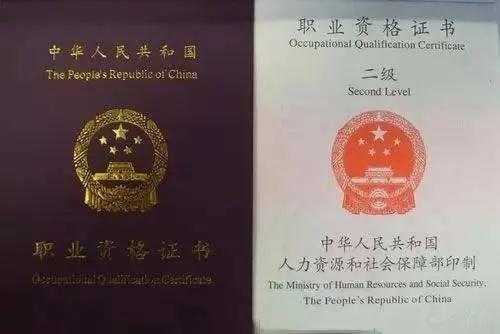 中华人民共和国
The People's Republic of China
职业资格证书
Occupational Qualification Certificate
职业资格证书
Occupational Qualification Certificate
二级
Second Level
中华人民共和国
人力资源和社会保障部印制
The Ministry of Human Resources and Social Security,
The People's Republic of China